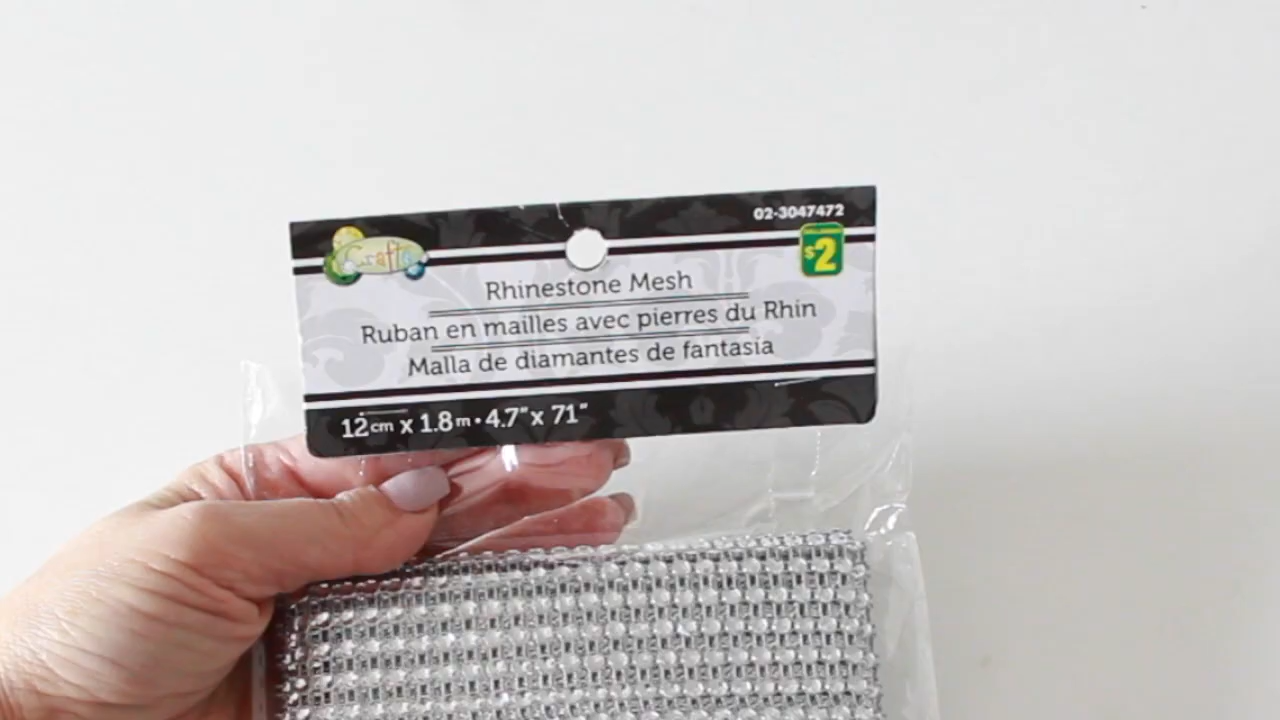 02-3047472
Crafts
$2
Rhinestone Mesh
Ruban en mailles avec pierres du Rhin
Malla de diamantes de fantasía
12cm x 1.8m • 4.7" x 71"